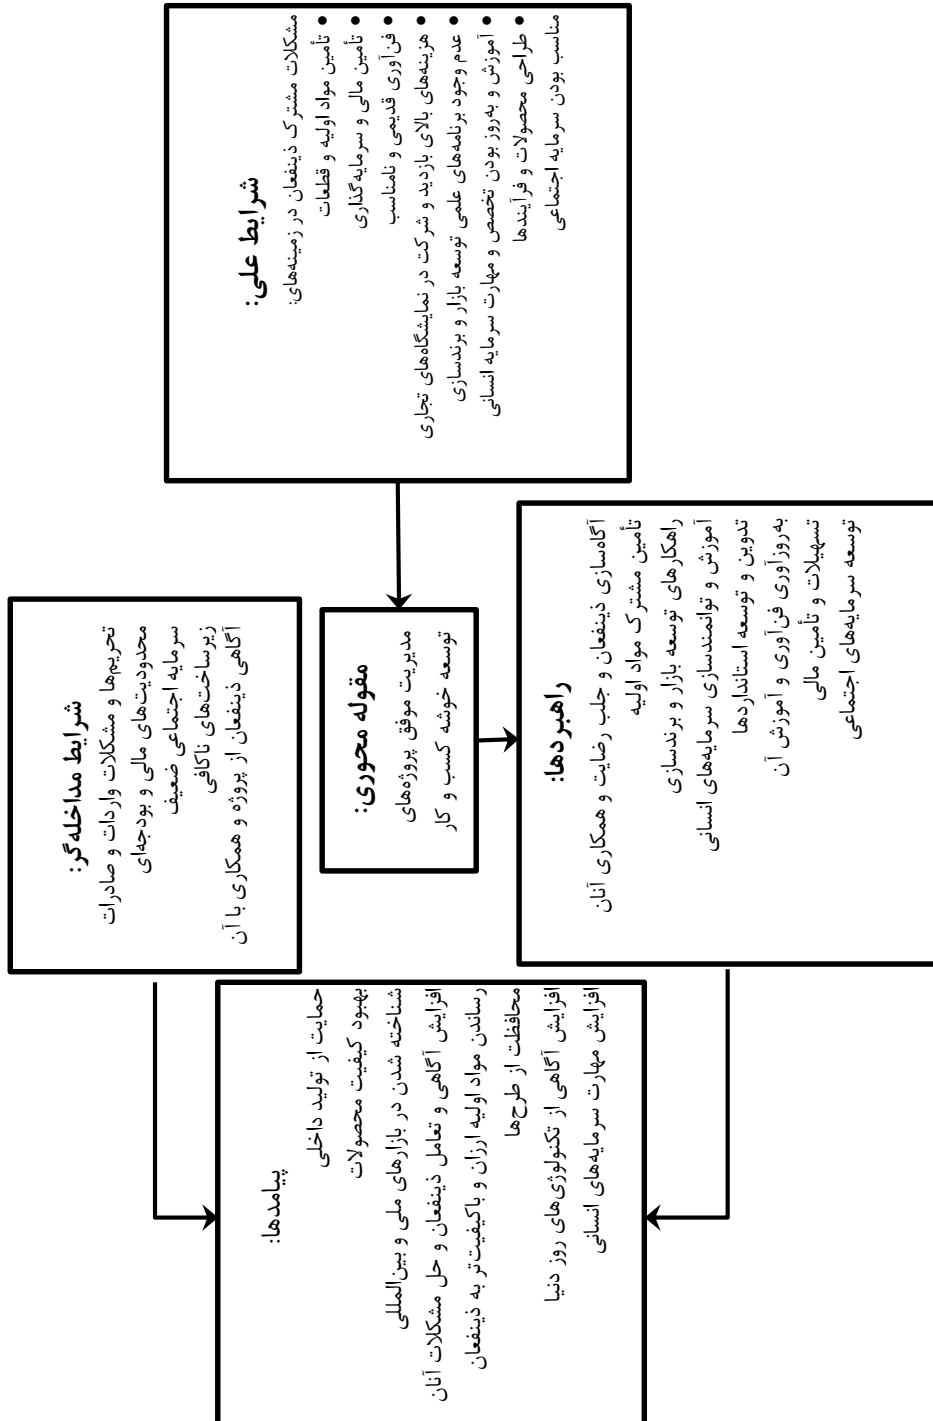 شرایط علی:
مشکلات مشترک ذینفعان در زمینه‌های:
• تأمین مواد اولیه و قطعات
• تأمین مالی و سرمایه‌گذاری
• فن‌آوری قدیمی و نامناسب
• هزینه‌های بالای بازدید و شرکت در نمایشگاه‌های تجاری
• عدم وجود برنامه‌های علمی توسعه بازار و برندسازی
• آموزش و به‌روز بودن تخصص و مهارت سرمایه انسانی
• طراحی محصولات و فرآیندها
مناسب بودن سرمایه اجتماعی
شرایط مداخله‌گر:
تحریم‌ها و مشکلات واردات و صادرات
محدودیت‌های مالی و بودجه‌ای
سرمایه اجتماعی ضعیف
زیرساخت‌های ناکافی
آگاهی ذینفعان از پروژه و همکاری با آن
مقوله محوری:
مدیریت موفق پروژه‌های
توسعه خوشه کسب و کار
راهبردها:
آگاه‌سازی ذینفعان و جلب رضایت و همکاری آنان
تأمین مشترک مواد اولیه
راهکارهای توسعه بازار و برندسازی
آموزش و توانمندسازی سرمایه‌های انسانی
تدوین و توسعه استانداردها
به‌روزآوری فن‌آوری و آموزش آن
تسهیلات و تأمین مالی
توسعه سرمایه‌های اجتماعی
پیامدها:
حمایت از تولید داخلی
بهبود کیفیت محصولات
شناخته شدن در بازارهای ملی و بین‌المللی
افزایش آگاهی و تعامل ذینفعان و حل مشکلات آنان
رساندن مواد اولیه ارزان و باکیفیت‌تر به ذینفعان
محافظت از طرح‌ها
افزایش آگاهی از تکنولوژی‌های روز دنیا
افزایش مهارت سرمایه‌های انسانی